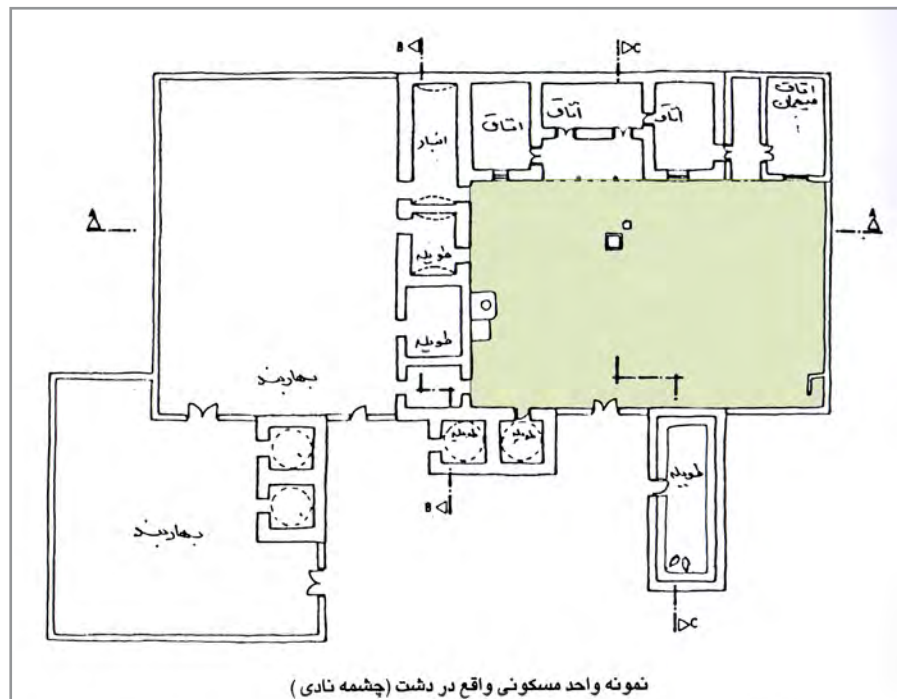 B
C
اتاق
میهمان
اتاق
اتاق
اتاق
انبار
A
A
طویله
طویله
بهاربند
طویله
طویله
طویله
B
بهاربند
C
نمونه واحد مسکونی واقع در دشت (چشمه نادی)